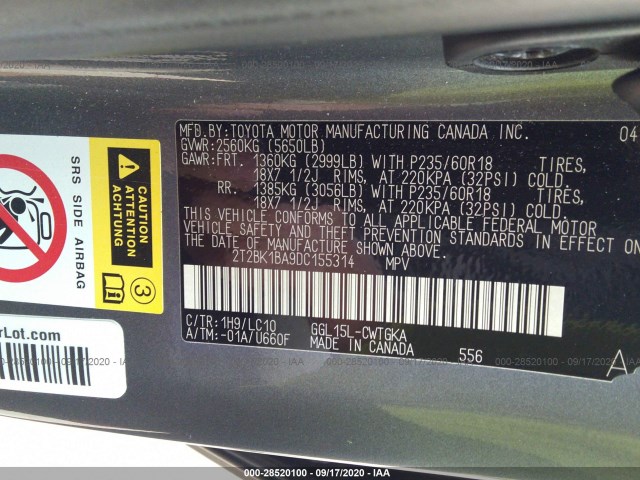 MFD.BY:TOYOTA MOTOR MANUFACTURING CANADA INC. 04
GVWR:2560KG (5650LB)
GAWR:FRT. 1360KG (2999LB) WITH P235/60R18 TIRES,
18X7 1/2J RIMS, AT 220KPA (32PSI) COLD.
RR. 1385KG (3056LB) WITH P235/60R18 TIRES,
18X7 1/2J RIMS, AT 220KPA (32PSI) COLD.
THIS VEHICLE CONFORMS TO ALL APPLICABLE FEDERAL MOTOR
VEHICLE SAFETY AND THEFT PREVENTION STANDARDS IN EFFECT ON
THE DATE OF MANUFACTURE SHOWN ABOVE.
2T2BK1BA9DC155314 MPV
C/TR:1H9/LC10 GGL15L-CWTGKA
A/TM:-01A/U660F MADE IN CANADA 556 A
SRS SIDE AIRBAG
CAUTION
ACHTUNG
3
rLot.com
000-28520100 - 09/17/2020 - IAA